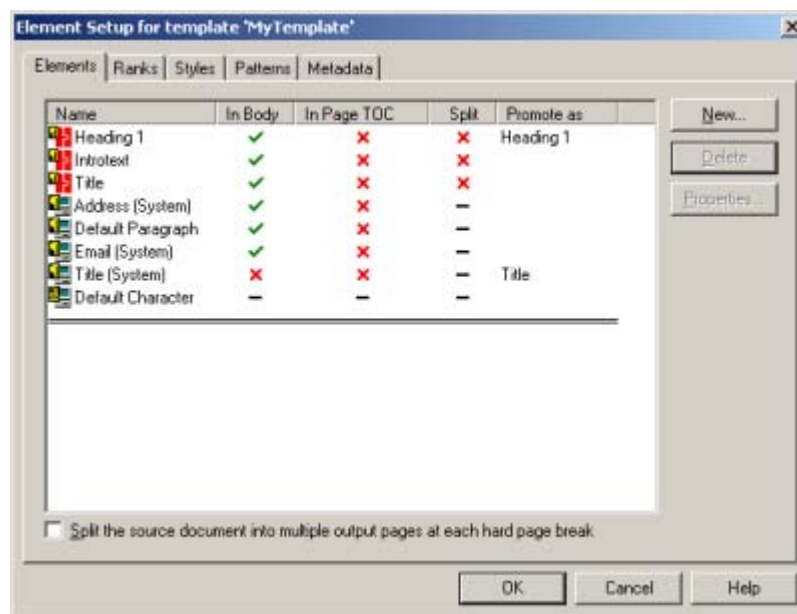 Element Setup for template 'MyTemplate'
Elements Ranks Styles Patterns Metadata
Name In Body In Page TOC Split Promote as
New...
Heading 1 Heading 1
Introtext
Delete
Title
Address (System)
Properties...
Default Paragraph
Email (System)
Title (System) Title
Default Character
Split the source document into multiple output pages at each hard page break
OK Cancel Help